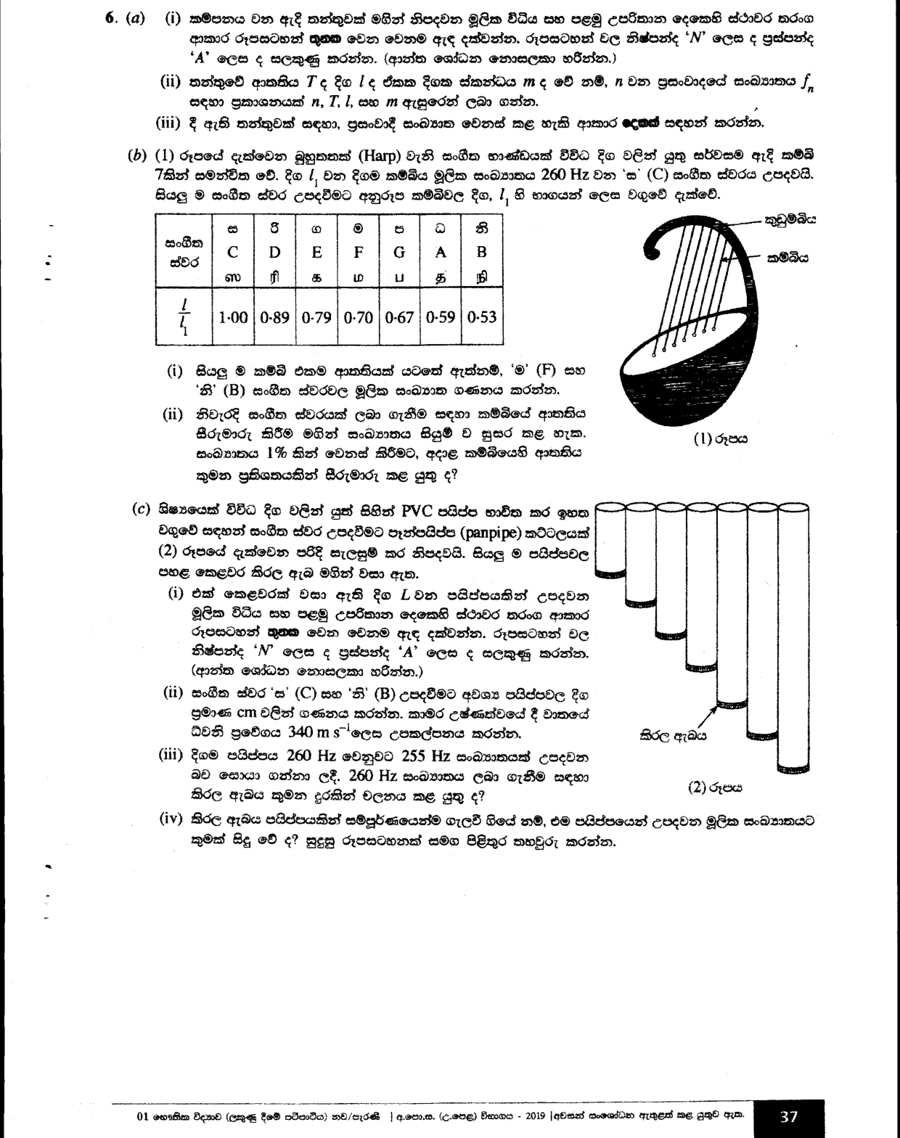 6. (a) (i) කම්පනය වන ඇදි තන්තුවක් මගින් නිපදවන මූලික විධිය සහ පළමු උපරිතාන දෙකෙහි ස්ථාවර තරංග
ආකාර රූපසටහන් තුනක වෙන වෙනම ඇඳ දක්වන්න. රූපසටහන් වල නිෂ්පන්ද ‘N’ ලෙස ද ප්‍රස්පන්ද
‘A’ ලෙස ද සලකුණු කරන්න. (ආන්ත ශෝධන නොසලකා හරින්න.)
(ii) තන්තුවේ ආතතිය T ද දිග l ද ඒකක දිගක ස්කන්ධය m ද වේ නම්, n වන ප්‍රසංවාදයේ සංඛ්‍යාතය fn
සඳහා ප්‍රකාශනයක් n, T, l, සහ m ඇසුරෙන් ලබා ගන්න.
(iii) දී ඇති තන්තුවක් සඳහා, ප්‍රසංවාදී සංඛ්‍යාත වෙනස් කළ හැකි ආකාර දෙකක් සඳහන් කරන්න.
(b) (1) රූපයේ දැක්වෙන බූහුතතක් (Harp) වැනි සංගීත භාණ්ඩයක් විවිධ දිග වලින් යුතු සර්වසම ඇදි කම්බි
7කින් සමන්විත වේ. දිග l1 වන දිගම කම්බිය මූලික සංඛ්‍යාතය 260 Hz වන ‘ස’ (C) සංගීත ස්වරය උපදවයි.
සියලු ම සංගීත ස්වර උපදවීමට අනුරූප කම්බිවල දිග, l1 හි භාගයන් ලෙස වගුවේ දැක්වේ.
සංගීත ස්වර
ස රි ග ම ප ධ නි
C D E F G A B
ஸ ரி க ம ப த நி
l/l1 1·00 0·89 0·79 0·70 0·67 0·59 0·53
කුඩුම්බිය
කම්බිය
(1) රූපය
(i) සියලු ම කම්බි එකම ආතතියක් යටතේ ඇත්නම්, ‘ම’ (F) සහ
‘නි’ (B) සංගීත ස්වරවල මූලික සංඛ්‍යාත ගණනය කරන්න.
(ii) නිවැරදි සංගීත ස්වරයක් ලබා ගැනීම සඳහා කම්බියේ ආතතිය
සීරුමාරු කිරීම මගින් සංඛ්‍යාතය සියුම් ව සුසර කළ හැක.
සංඛ්‍යාතය 1% කින් වෙනස් කිරීමට, අදාළ කම්බියෙහි ආතතිය
කුමන ප්‍රතිශතයකින් සීරුමාරු කළ යුතු ද?
(c) ශිෂ්‍යයෙක් විවිධ දිග වලින් යුත් සිහින් PVC පයිප්ප භාවිත කර ඉහත
වගුවේ සඳහන් සංගීත ස්වර උපදවීමට පෑන්පයිප්ප (panpipe) කට්ටලයක්
(2) රූපයේ දැක්වෙන පරිදි සැලසුම් කර නිපදවයි. සියලු ම පයිප්පවල
පහළ කෙළවර කිරල ඇබ මගින් වසා ඇත.
(i) එක් කෙළවරක් වසා ඇති දිග L වන පයිප්පයකින් උපදවන
මූලික විධිය සහ පළමු උපරිතාන දෙකෙහි ස්ථාවර තරංග ආකාර
රූපසටහන් තුනක වෙන වෙනම ඇඳ දක්වන්න. රූපසටහන් වල
නිෂ්පන්ද ‘N’ ලෙස ද ප්‍රස්පන්ද ‘A’ ලෙස ද සලකුණු කරන්න.
(ආන්ත ශෝධන නොසලකා හරින්න.)
(ii) සංගීත ස්වර ‘ස’ (C) සහ ‘නි’ (B) උපදවීමට අවශ්‍ය පයිප්පවල දිග
ප්‍රමාණ cm වලින් ගණනය කරන්න. කාමර උෂ්ණත්වයේ දී වාතයේ
ධ්වනි ප්‍රවේගය 340 m s⁻¹ ලෙස උපකල්පනය කරන්න.
(iii) දිගම පයිප්පය 260 Hz වෙනුවට 255 Hz සංඛ්‍යාතයක් උපදවන
බව සොයා ගන්නා ලදී. 260 Hz සංඛ්‍යාතය ලබා ගැනීම සඳහා
කිරල ඇබය කුමන දුරකින් චලනය කළ යුතු ද?
කිරල ඇබය
(2) රූපය
(iv) කිරල ඇබය පයිප්පයකින් සම්පූර්ණයෙන්ම ගැලවී ගියේ නම්, එම පයිප්පයෙන් උපදවන මූලික සංඛ්‍යාතයට
කුමක් සිදු වේ ද? සුදුසු රූපසටහනක් සමග පිළිතුර තහවුරු කරන්න.
01 භෞතික විද්‍යාව (ලකුණු දීමේ පටිපාටිය) නව/පැරණි | අ.පො.ස. (උ.පෙළ) විභාගය - 2019 | අවසන් සංශෝධන ඇතුළත් කළ යුතුව ඇත.
37